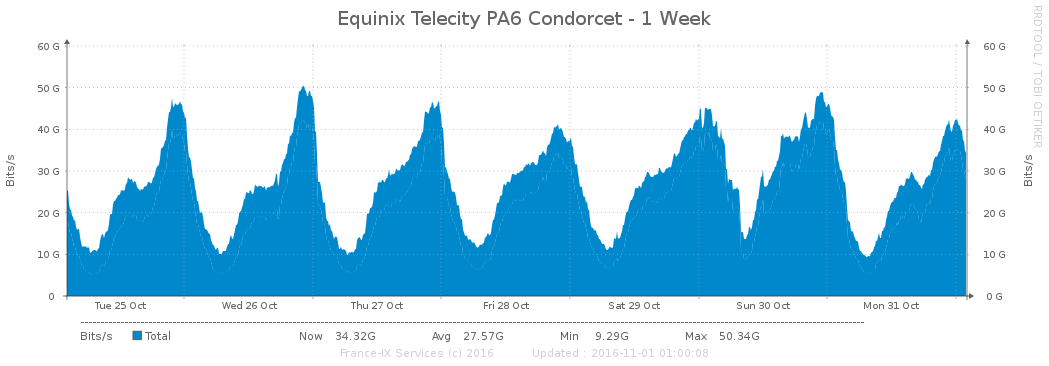 Equinix Telecity PA6 Condorcet - 1 Week
RRDTOOL / TOBI OETIKER
60 G 60 G
50 G 50 G
40 G 40 G
30 G 30 G
20 G 20 G
10 G 10 G
0 0 G
Bits/s
Bits/s
Tue 25 Oct Wed 26 Oct Thu 27 Oct Fri 28 Oct Sat 29 Oct Sun 30 Oct Mon 31 Oct
Bits/s Total Now 34.32G Avg 27.57G Min 9.29G Max 50.34G
France-IX Services (c) 2016 Updated : 2016-11-01 01:00:08